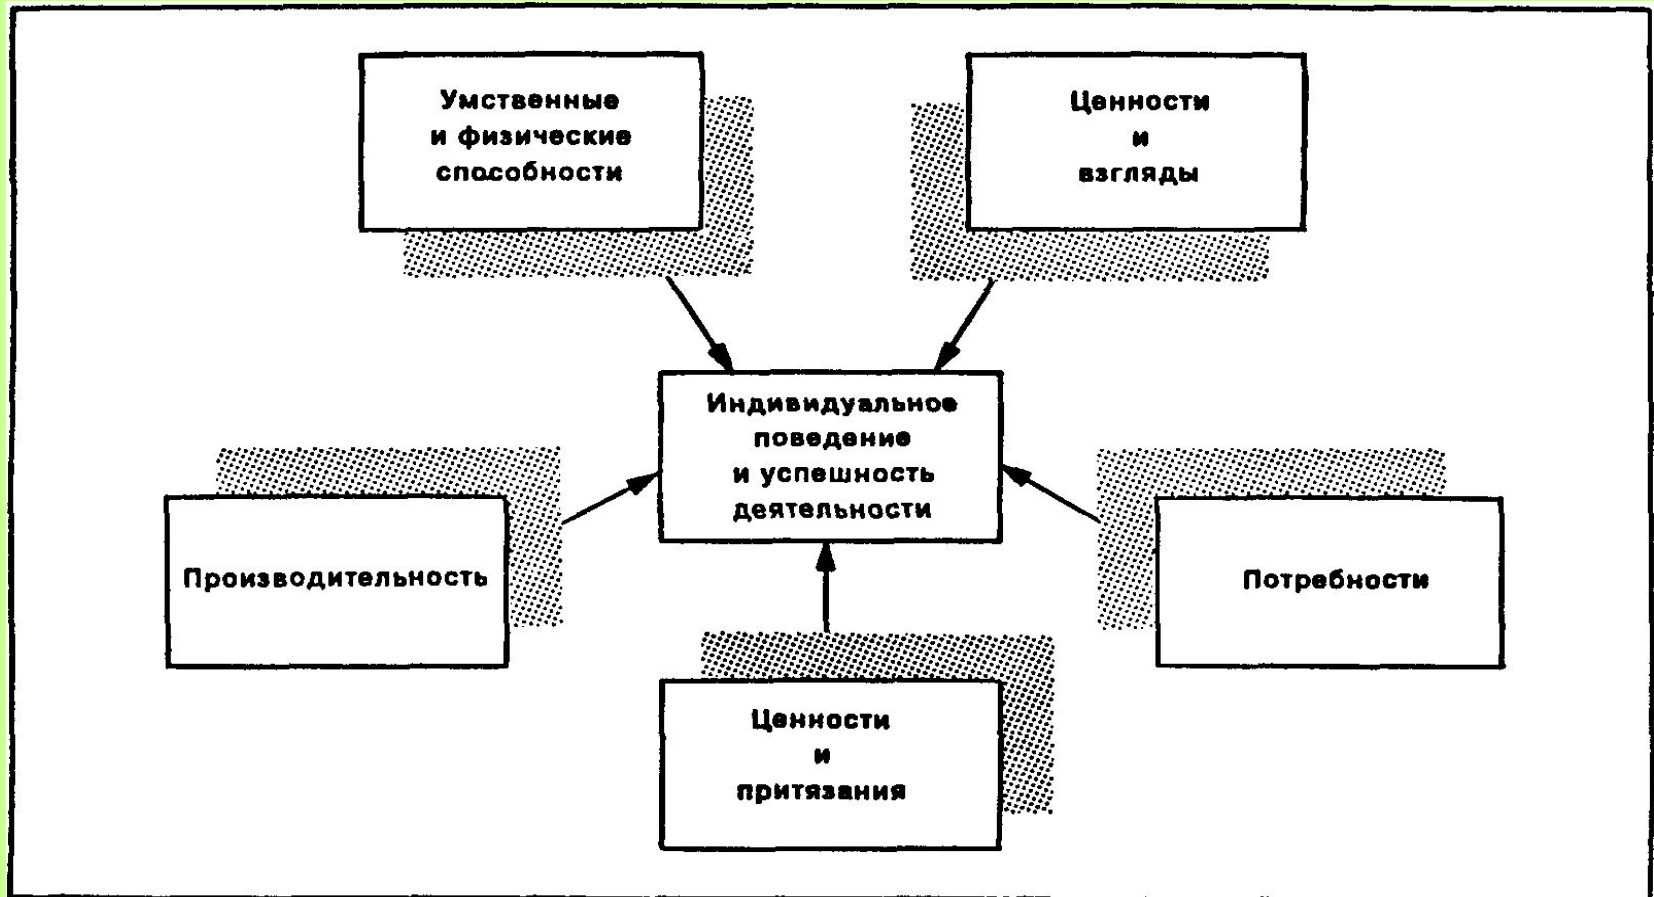 Умственные
и физические
способности
Ценности
и
взгляды
Индивидуальное
поведение
и успешность
деятельности
Производительность
Потребности
Ценности
и
притязания